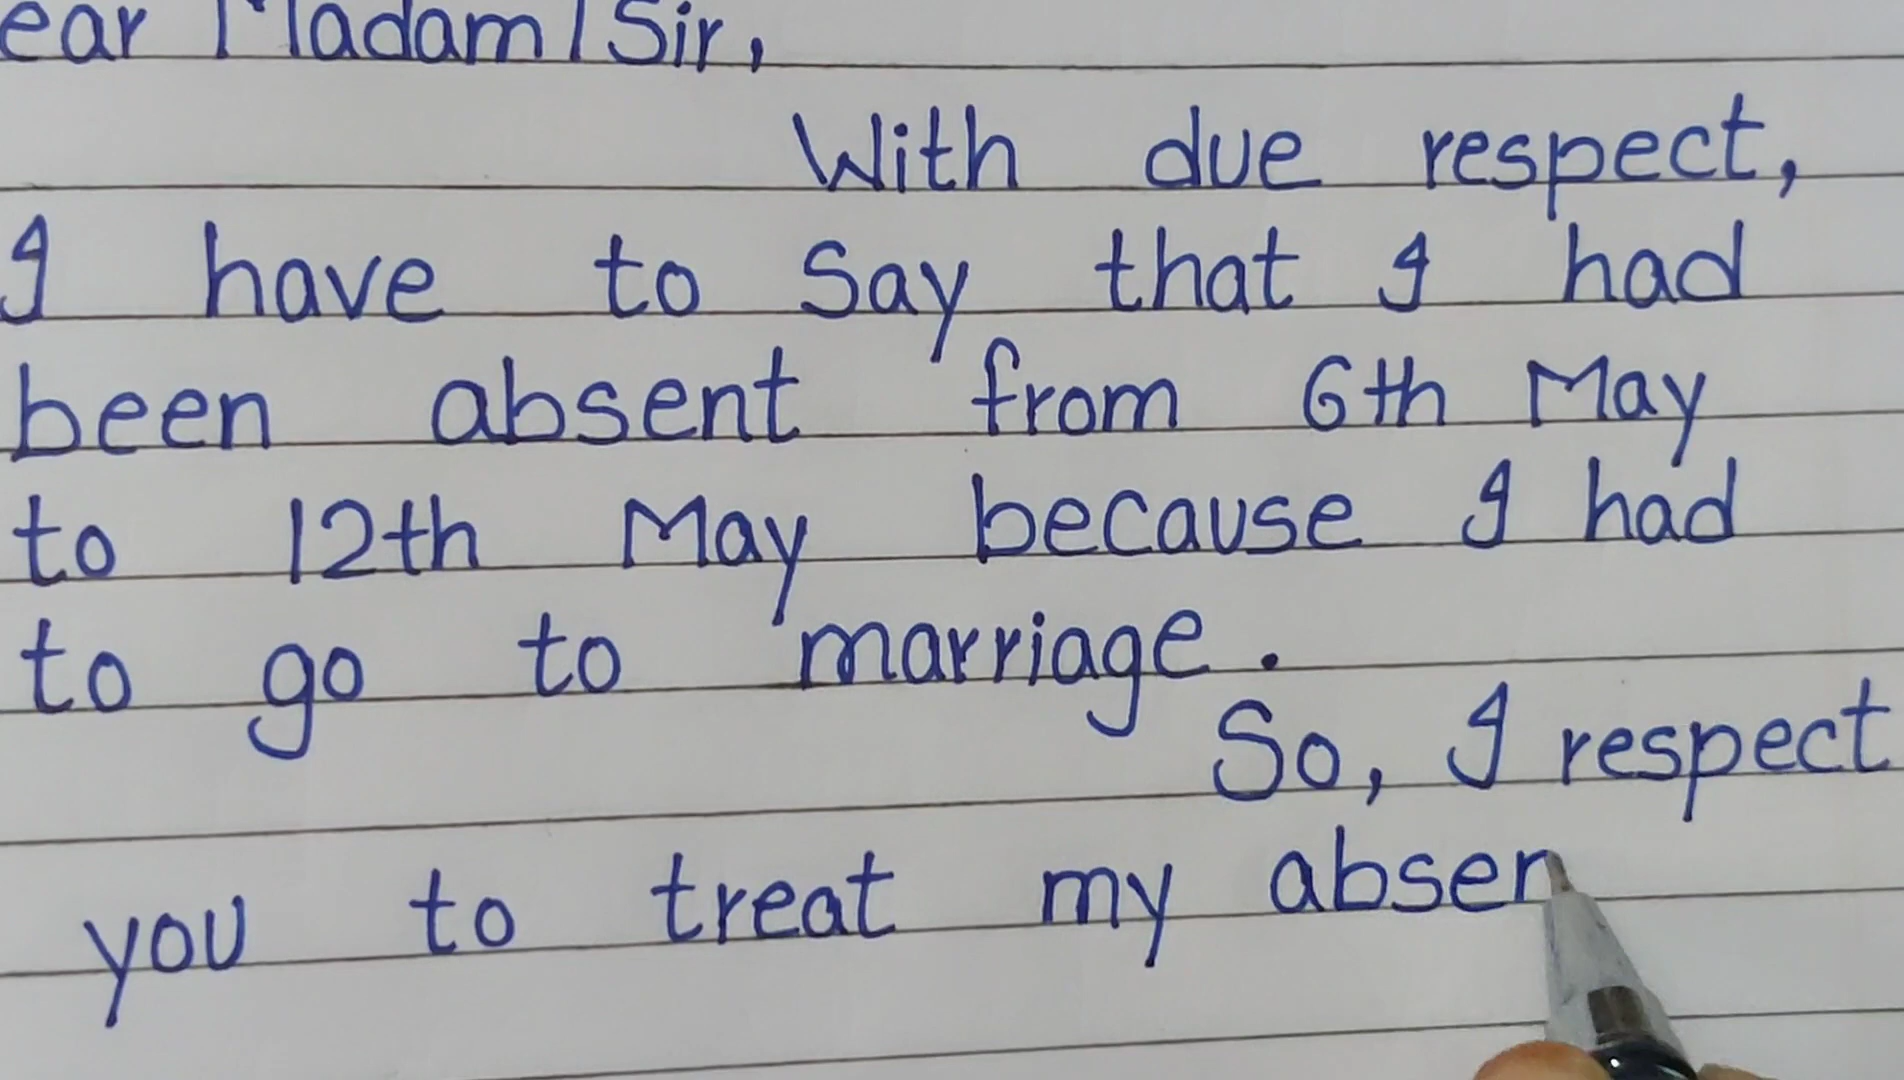 ear Madam/Sir,
With due respect,
I have to say that I had
been absent from 6th May
to 12th May because I had
to go to marriage.
So, I respect
you to treat my absen